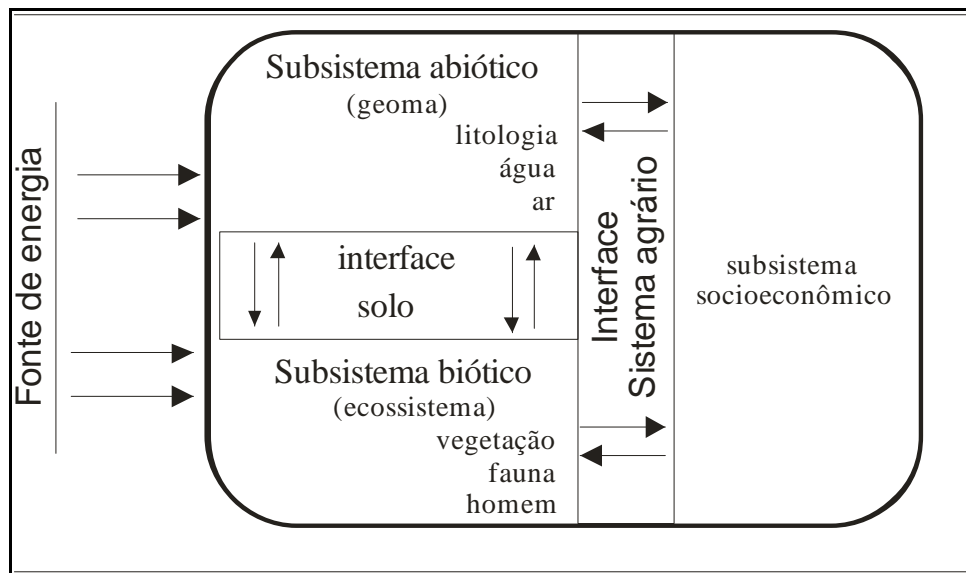 Fonte de energia
Subsistema abiótico
(geoma)
litologia
água
ar
interface
solo
Subsistema biótico
(ecossistema)
vegetação
fauna
homem
Interface
Sistema agrário
subsistema
socioeconômico